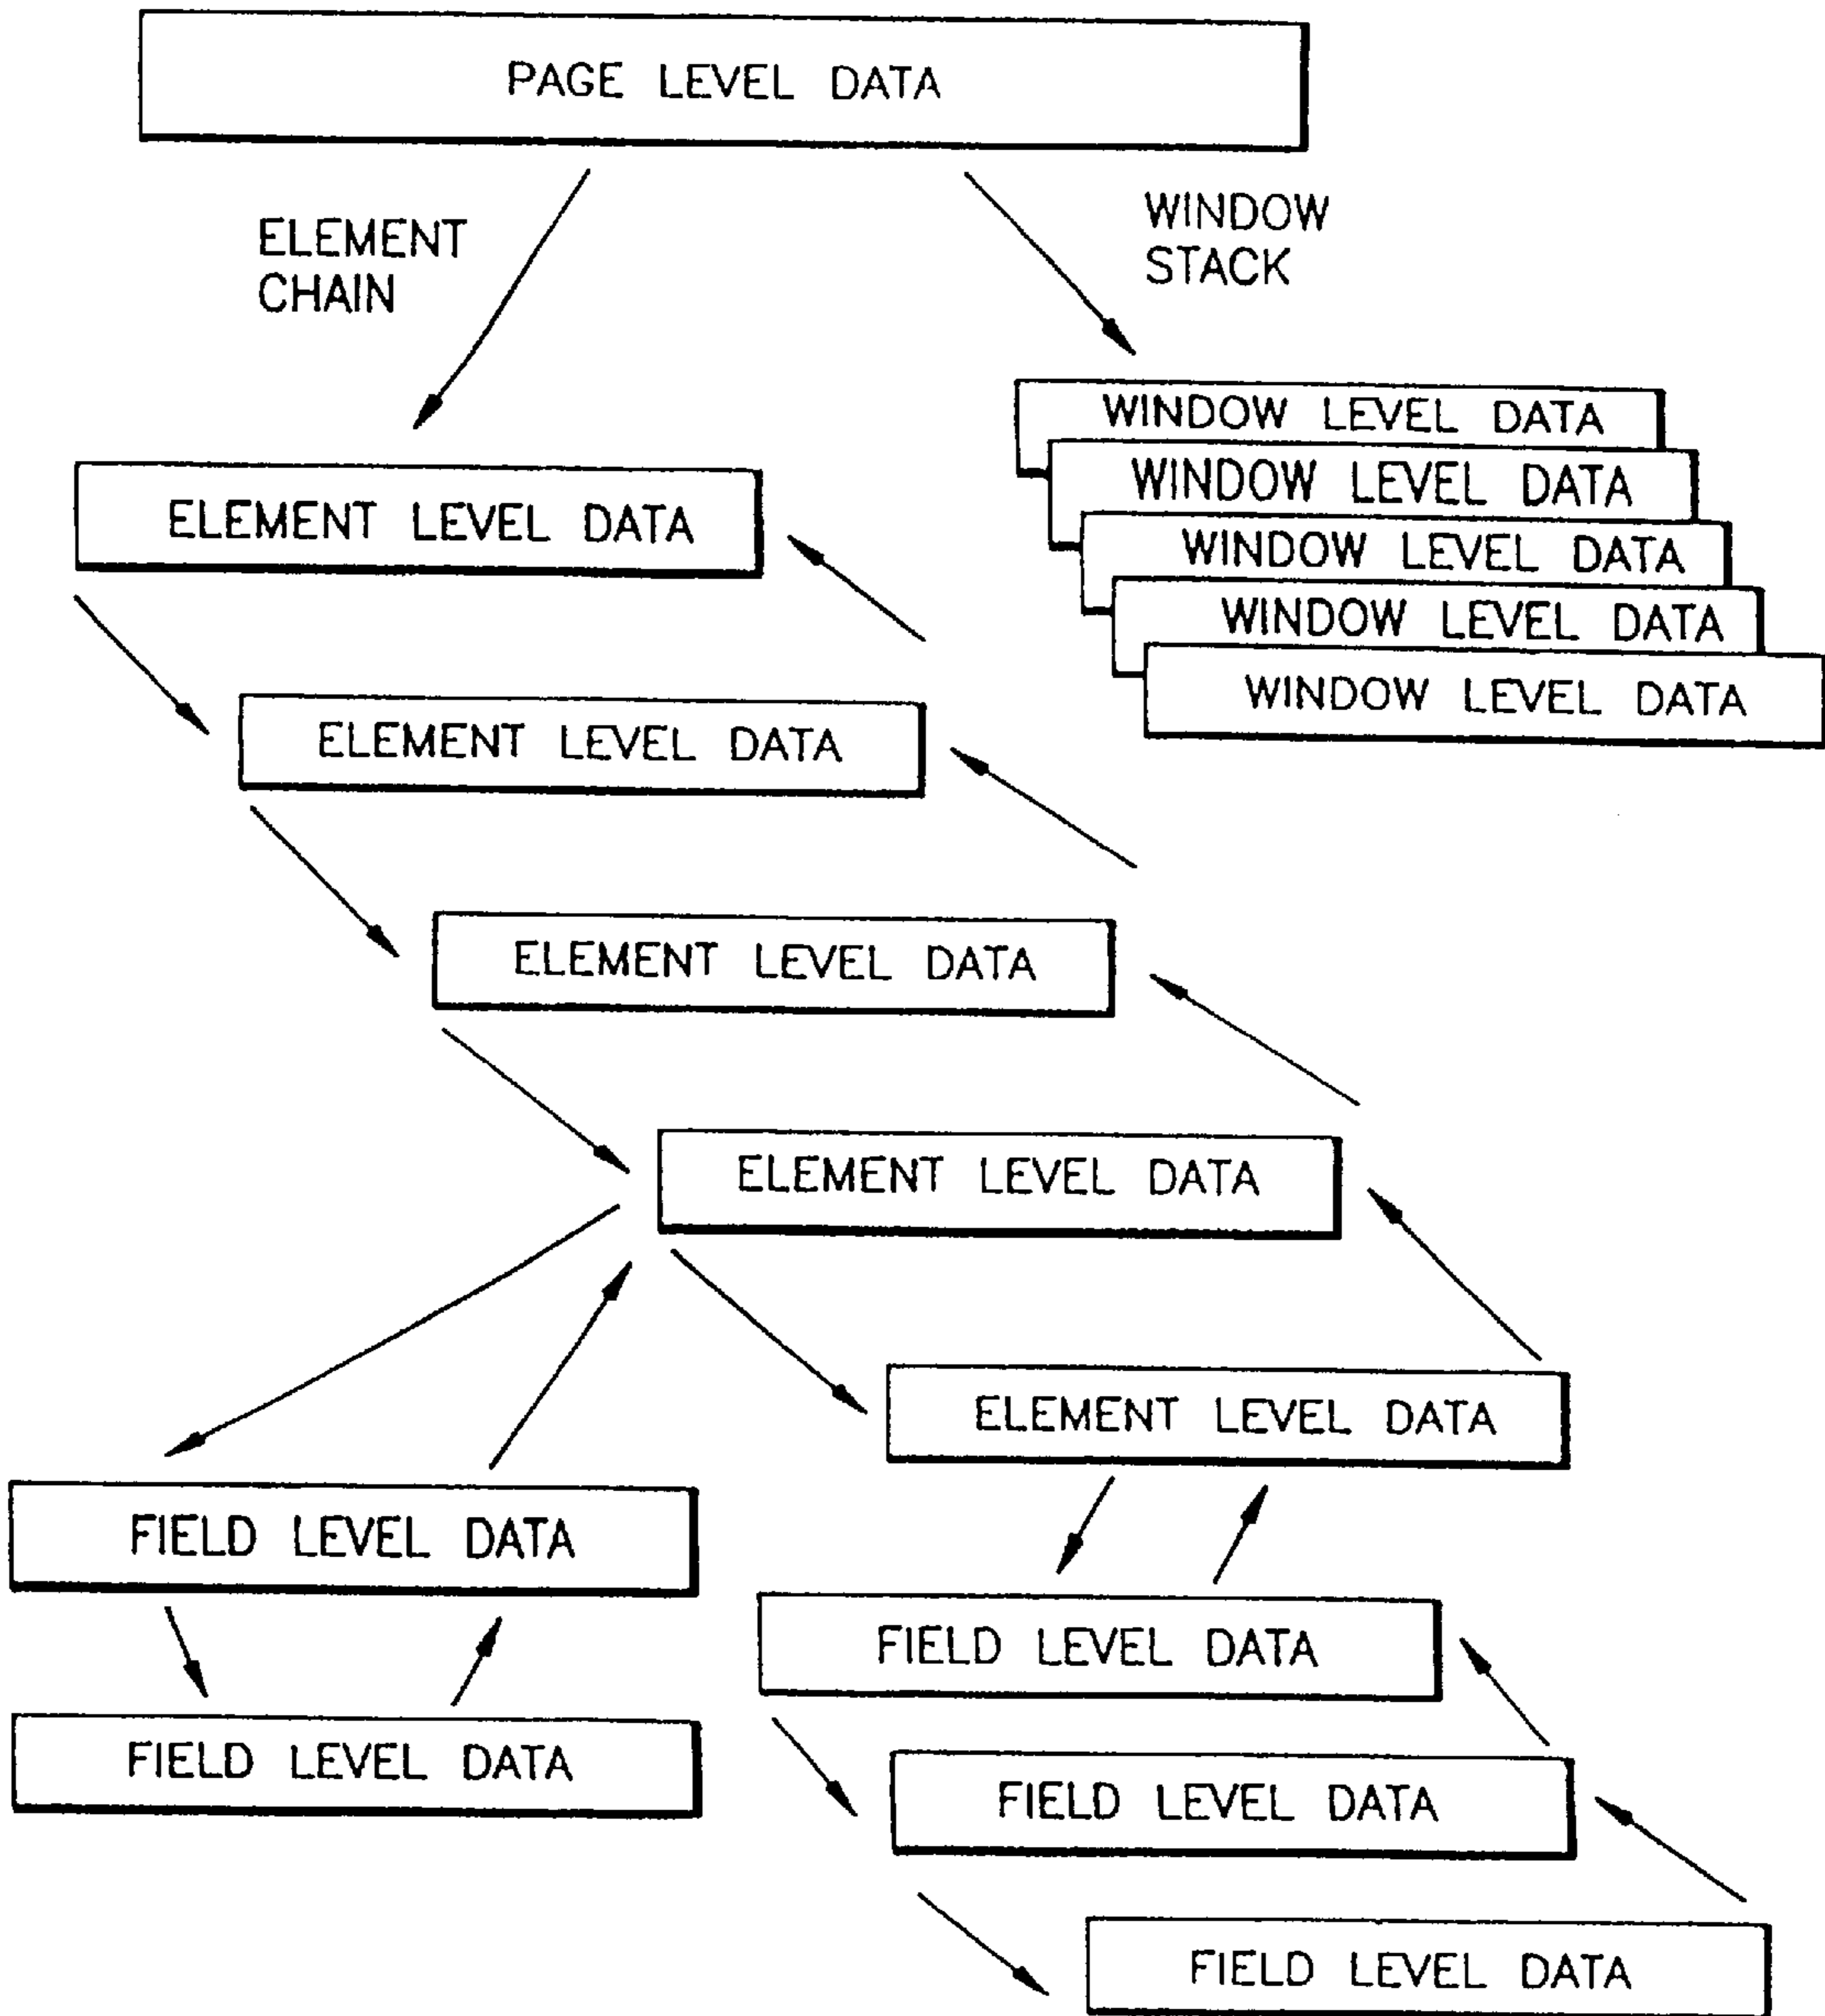 PAGE LEVEL DATA
ELEMENT
CHAIN
WINDOW
STACK
WINDOW LEVEL DATA
WINDOW LEVEL DATA
WINDOW LEVEL DATA
WINDOW LEVEL DATA
WINDOW LEVEL DATA
ELEMENT LEVEL DATA
ELEMENT LEVEL DATA
ELEMENT LEVEL DATA
ELEMENT LEVEL DATA
ELEMENT LEVEL DATA
FIELD LEVEL DATA
FIELD LEVEL DATA
FIELD LEVEL DATA
FIELD LEVEL DATA
FIELD LEVEL DATA